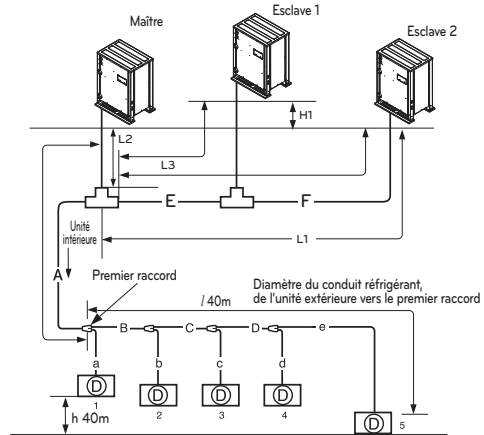 Maître
Esclave 1
Esclave 2
H1
L2
L3
E
F
Unité
intérieure
L1
A
Premier raccord
Diamètre du conduit réfrigérant,
de l'unité extérieure vers le premier raccord
l 40m
B
C
D
e
a
b
c
d
D
D
D
D
D
1
2
3
4
5
h 40m